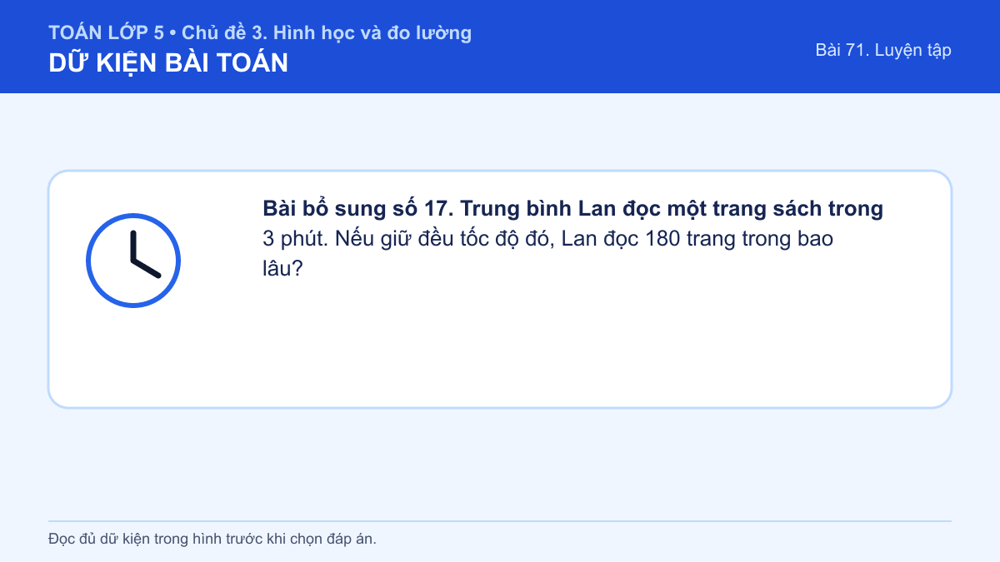 TOÁN LỚP 5 • Chủ đề 3. Hình học và đo lường
DỮ KIỆN BÀI TOÁN
Bài 71. Luyện tập
Bài bổ sung số 17. Trung bình Lan đọc một trang sách trong
3 phút. Nếu giữ đều tốc độ đó, Lan đọc 180 trang trong bao
lâu?
Đọc đủ dữ kiện trong hình trước khi chọn đáp án.